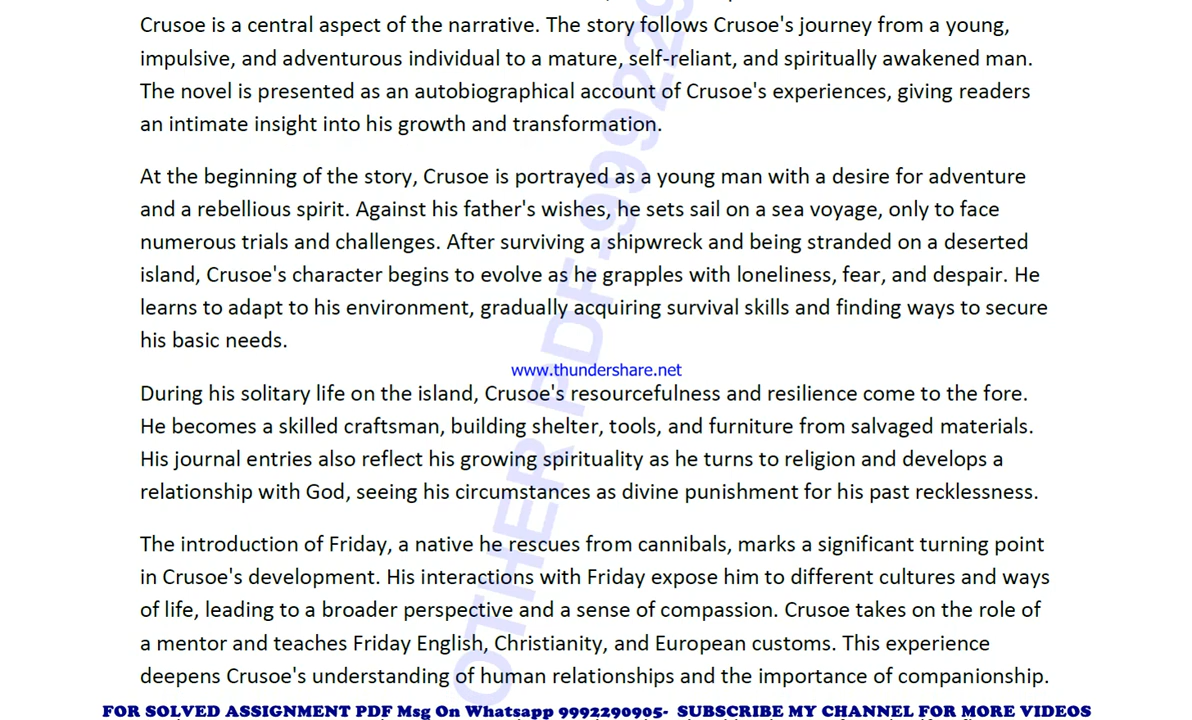 Crusoe is a central aspect of the narrative. The story follows Crusoe's journey from a young,
impulsive, and adventurous individual to a mature, self-reliant, and spiritually awakened man.
The novel is presented as an autobiographical account of Crusoe's experiences, giving readers
an intimate insight into his growth and transformation.
At the beginning of the story, Crusoe is portrayed as a young man with a desire for adventure
and a rebellious spirit. Against his father's wishes, he sets sail on a sea voyage, only to face
numerous trials and challenges. After surviving a shipwreck and being stranded on a deserted
island, Crusoe's character begins to evolve as he grapples with loneliness, fear, and despair. He
learns to adapt to his environment, gradually acquiring survival skills and finding ways to secure
his basic needs.
www.thundershare.net
During his solitary life on the island, Crusoe's resourcefulness and resilience come to the fore.
He becomes a skilled craftsman, building shelter, tools, and furniture from salvaged materials.
His journal entries also reflect his growing spirituality as he turns to religion and develops a
relationship with God, seeing his circumstances as divine punishment for his past recklessness.
The introduction of Friday, a native he rescues from cannibals, marks a significant turning point
in Crusoe's development. His interactions with Friday expose him to different cultures and ways
of life, leading to a broader perspective and a sense of compassion. Crusoe takes on the role of
a mentor and teaches Friday English, Christianity, and European customs. This experience
deepens Crusoe's understanding of human relationships and the importance of companionship.
OTHER PDF-999229
FOR SOLVED ASSIGNMENT PDF Msg On Whatsapp 9992290905- SUBSCRIBE MY CHANNEL FOR MORE VIDEOS